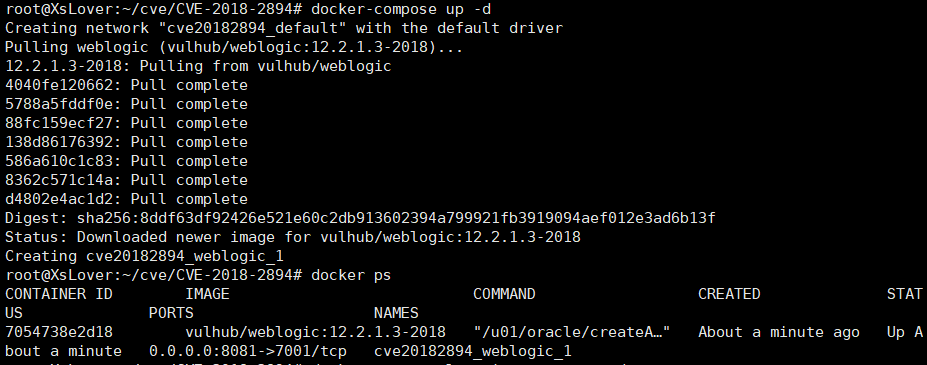 root@XsLover:~/cve/CVE-2018-2894# docker-compose up -d
Creating network "cve20182894_default" with the default driver
Pulling weblogic (vulhub/weblogic:12.2.1.3-2018)...
12.2.1.3-2018: Pulling from vulhub/weblogic
4040fe120662: Pull complete
5788a5fddf0e: Pull complete
88fc159ecf27: Pull complete
138d86176392: Pull complete
586a610c1c83: Pull complete
8362c571c14a: Pull complete
d4802e4ac1d2: Pull complete
Digest: sha256:8ddf63df92426e521e60c2db913602394a799921fb3919094aef012e3ad6b13f
Status: Downloaded newer image for vulhub/weblogic:12.2.1.3-2018
Creating cve20182894_weblogic_1
root@XsLover:~/cve/CVE-2018-2894# docker ps
CONTAINER ID        IMAGE                             COMMAND                   CREATED              STAT
US               PORTS                    NAMES
7054738e2d18        vulhub/weblogic:12.2.1.3-2018   "/u01/oracle/createA…"   About a minute ago   Up A
bout a minute   0.0.0.0:8081->7001/tcp   cve20182894_weblogic_1